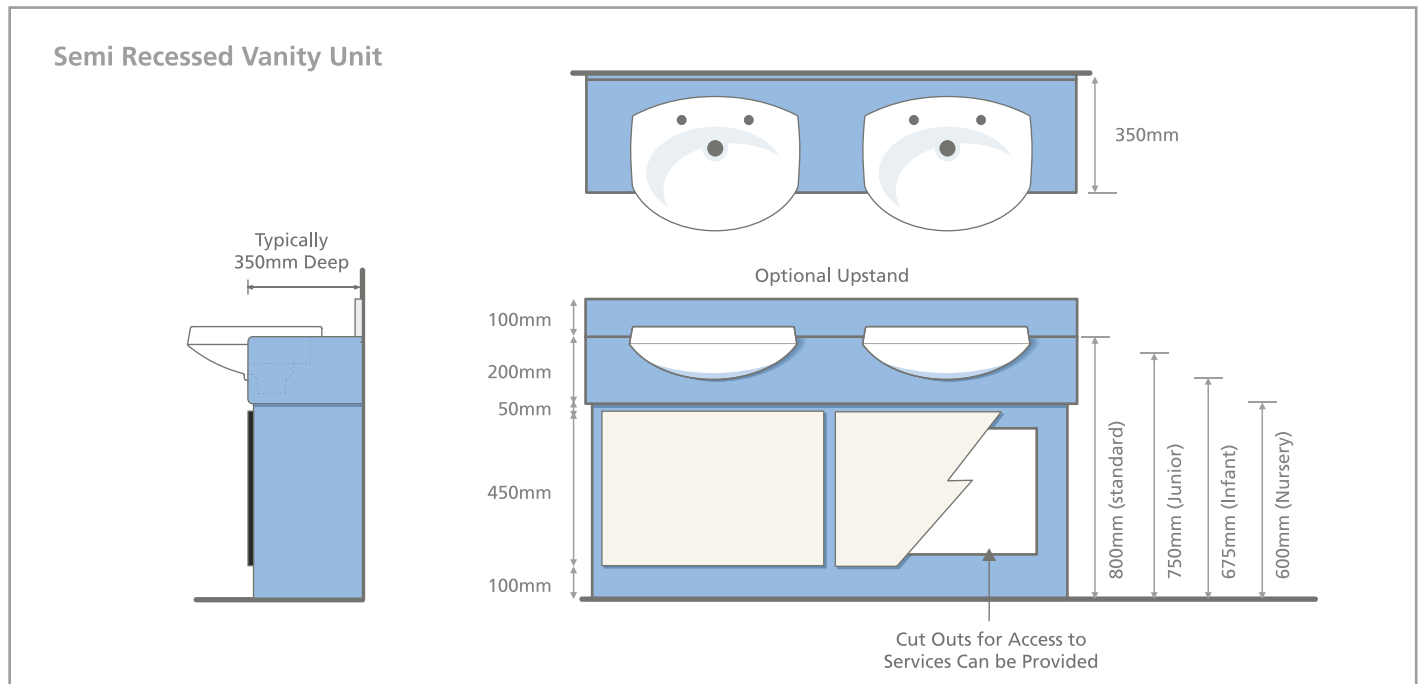 Semi Recessed Vanity Unit
350mm
Typically
350mm Deep
Optional Upstand
100mm
200mm
50mm
450mm
100mm
800mm (standard)
750mm (Junior)
675mm (Infant)
600mm (Nursery)
Cut Outs for Access to
Services Can be Provided